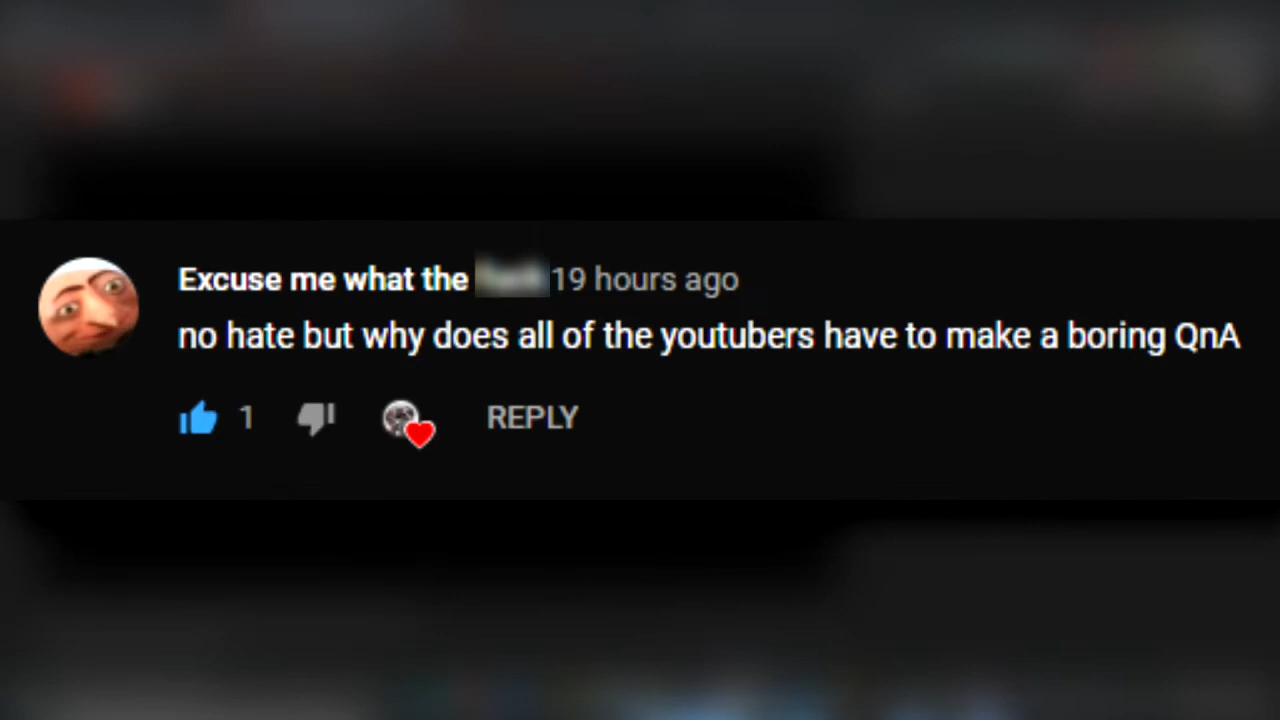 Excuse me what the 19 hours ago
no hate but why does all of the youtubers have to make a boring QnA
1 REPLY